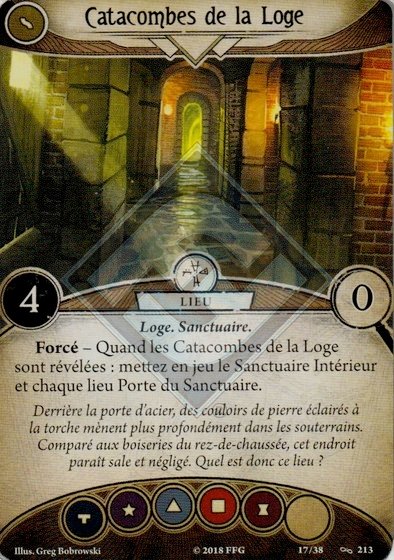 Catacombes de la Loge
4
LIEU
0
Loge. Sanctuaire.
Forcé – Quand les Catacombes de la Loge
sont révélées : mettez en jeu le Sanctuaire Intérieur
et chaque lieu Porte du Sanctuaire.
Derrière la porte d'acier, des couloirs de pierre éclairés à
la torche mènent plus profondément dans les souterrains.
Comparé aux boiseries du rez-de-chaussée, cet endroit
paraît sale et négligé. Quel est donc ce lieu ?
Illus. Greg Bobrowski
© 2018 FFG
17/38
213